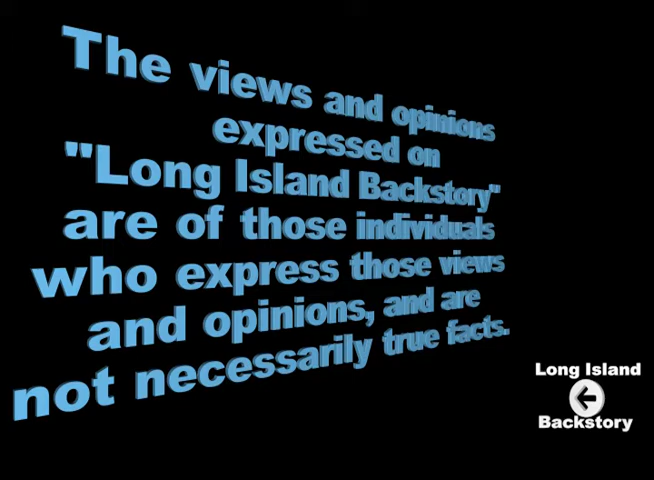 The views and opinions
expressed on
"Long Island Backstory"
are of those individuals
who express those views
and opinions, and are
not necessarily true facts.
Long Island
Backstory